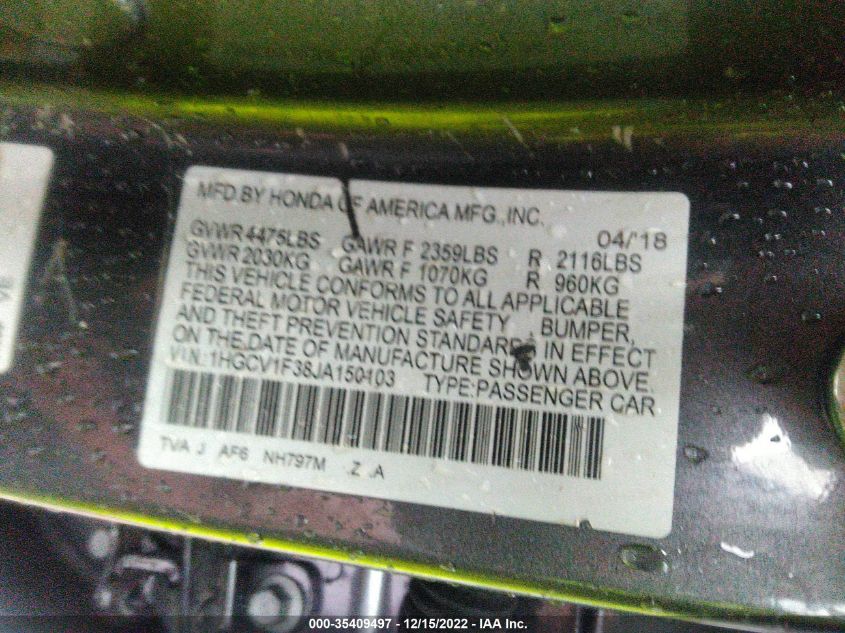 MFD.BY HONDA OF AMERICA MFG.,INC.
04/'18
GVWR 4475LBS GAWR F 2359LBS R 2116LBS
GVWR 2030KG GAWR F 1070KG R 960KG
THIS VEHICLE CONFORMS TO ALL APPLICABLE
FEDERAL MOTOR VEHICLE SAFETY , BUMPER,
AND THEFT PREVENTION STANDARDS IN EFFECT
ON THE DATE OF MANUFACTURE SHOWN ABOVE.
VIN:1HGCV1F38JA150103 TYPE:PASSENGER CAR
TVA J AF6 NH797M .Z .A
000-35409497 - 12/15/2022 - IAA Inc.